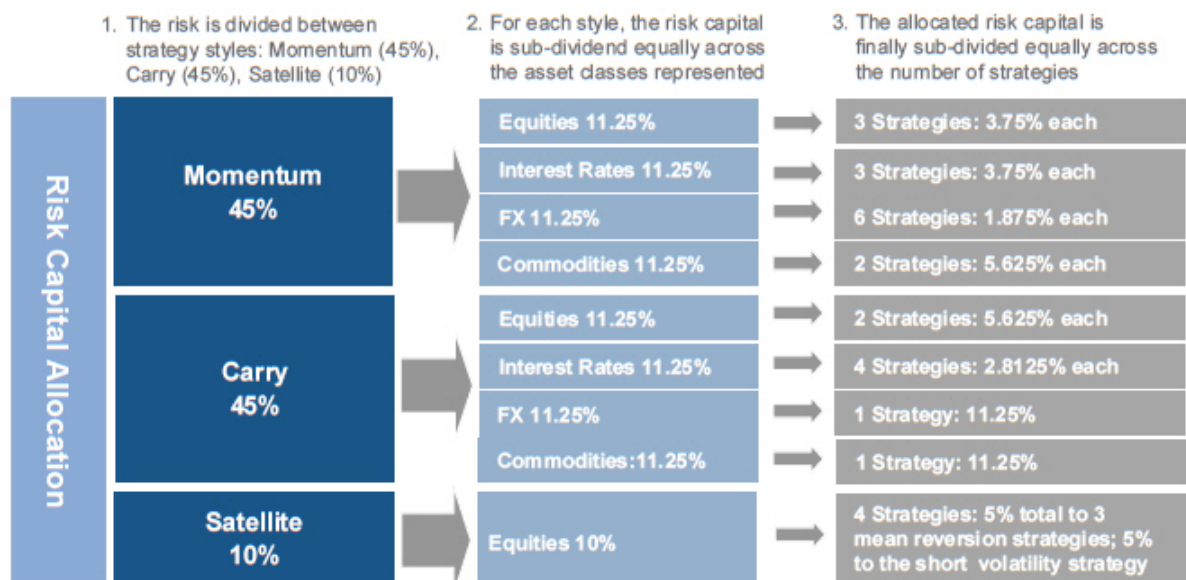 1. The risk is divided between
strategy styles: Momentum (45%),
Carry (45%), Satellite (10%)
2. For each style, the risk capital
is sub-dividend equally across
the asset classes represented
3. The allocated risk capital is
finally sub-divided equally across
the number of strategies
Risk Capital Allocation
Momentum
45%
Equities 11.25%
3 Strategies: 3.75% each
Interest Rates 11.25%
3 Strategies: 3.75% each
FX 11.25%
6 Strategies: 1.875% each
Commodities 11.25%
2 Strategies: 5.625% each
Carry
45%
Equities 11.25%
2 Strategies: 5.625% each
Interest Rates 11.25%
4 Strategies: 2.8125% each
FX 11.25%
1 Strategy: 11.25%
Commodities:11.25%
1 Strategy: 11.25%
Satellite
10%
Equities 10%
4 Strategies: 5% total to 3
mean reversion strategies; 5%
to the short volatility strategy